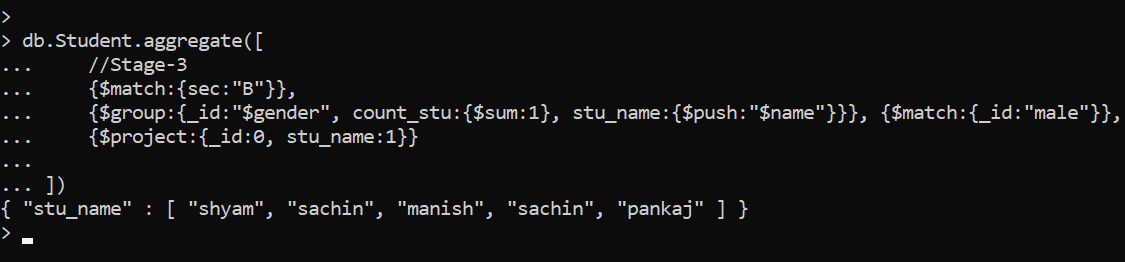 >
> db.Student.aggregate([
...     //Stage-3
...     {$match:{sec:"B"}},
...     {$group:{_id:"$gender", count_stu:{$sum:1}, stu_name:{$push:"$name"}}}, {$match:{_id:"male"}},
...     {$project:{_id:0, stu_name:1}}
...
... ])
{ "stu_name" : [ "shyam", "sachin", "manish", "sachin", "pankaj" ] }
>